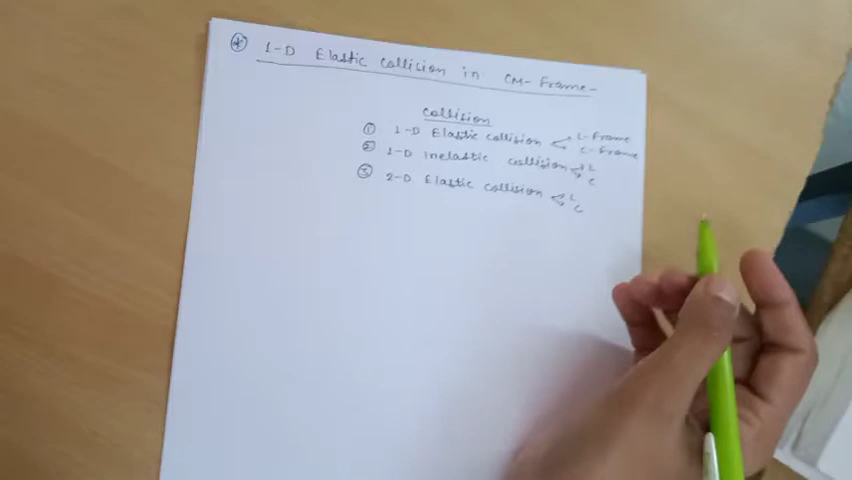 * 1-D Elastic Collision in CM-Frame-
Collision
① 1-D Elastic collision < L-Frame
C-Frame
② 1-D Inelastic collision < L
C
③ 2-D Elastic collision < L
C